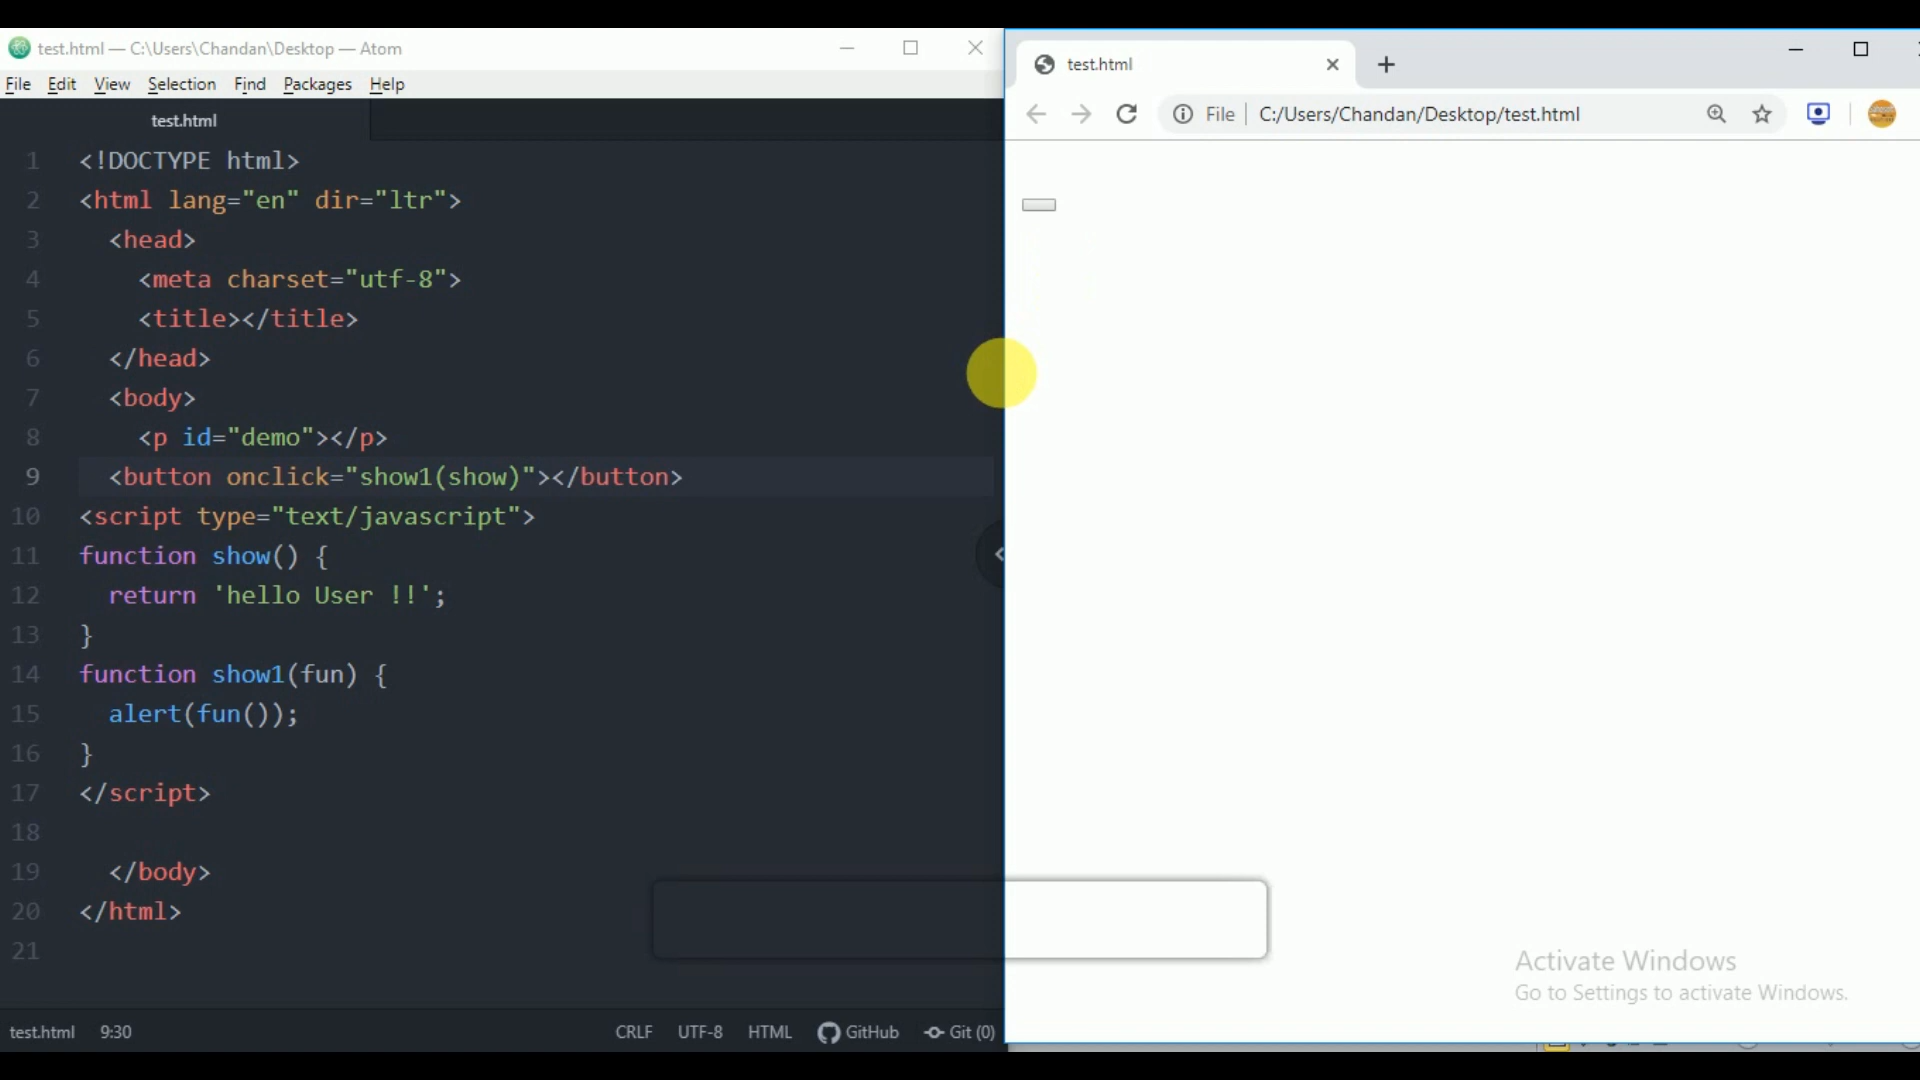 test.html — C:\Users\Chandan\Desktop — Atom
File Edit View Selection Find Packages Help
test.html
1 <!DOCTYPE html>
2 <html lang="en" dir="ltr">
3 <head>
4 <meta charset="utf-8">
5 <title></title>
6 </head>
7 <body>
8 <p id="demo"></p>
9 <button onclick="show1(show)"></button>
10 <script type="text/javascript">
11 function show() {
12 return 'hello User !!';
13 }
14 function show1(fun) {
15 alert(fun());
16 }
17 </script>
18
19 </body>
20 </html>
21
test.html 9:30 CRLF UTF-8 HTML GitHub Git (0)
test.html
File C:/Users/Chandan/Desktop/test.html
Activate Windows
Go to Settings to activate Windows.